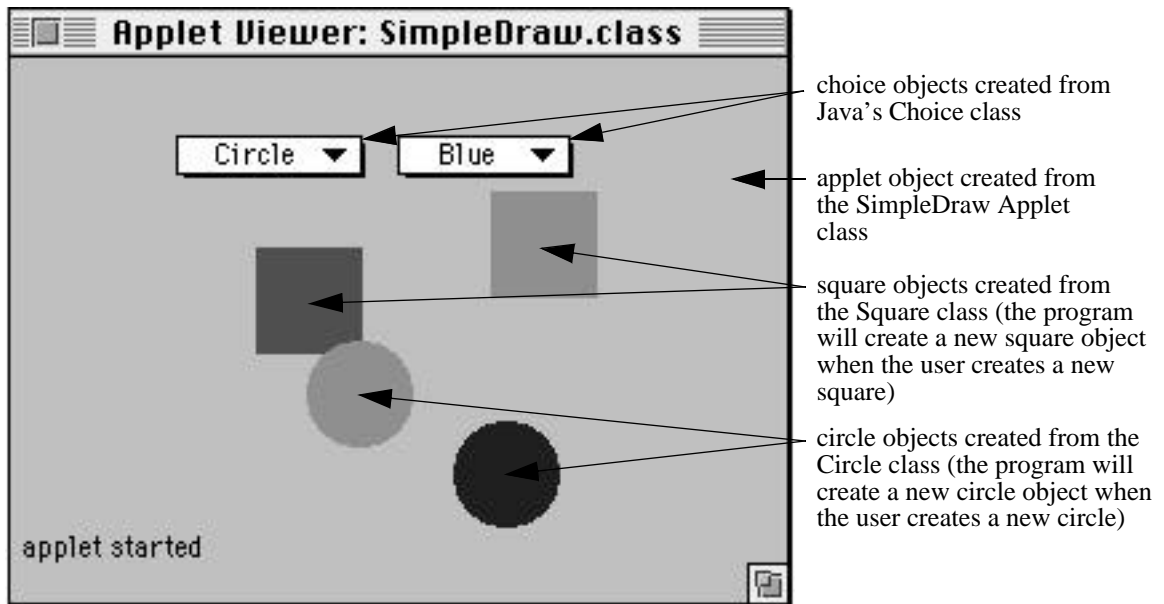 Applet Viewer: SimpleDraw.class
Circle
Blue
applet started
choice objects created from
Java’s Choice class
applet object created from
the SimpleDraw Applet
class
square objects created from
the Square class (the program
will create a new square object
when the user creates a new
square)
circle objects created from the
Circle class (the program will
create a new circle object when
the user creates a new circle)